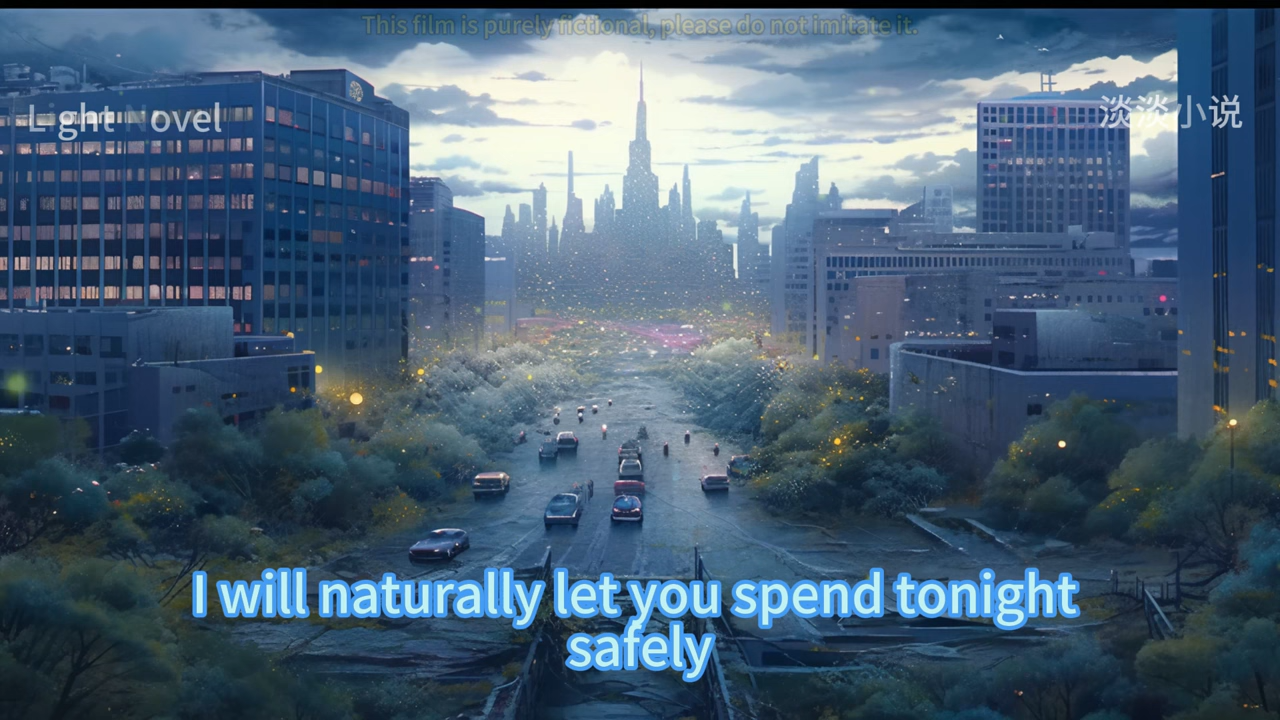 This film is purely fictional, please do not imitate it.
Light Novel
淡淡小说
I will naturally let you spend tonight
safely